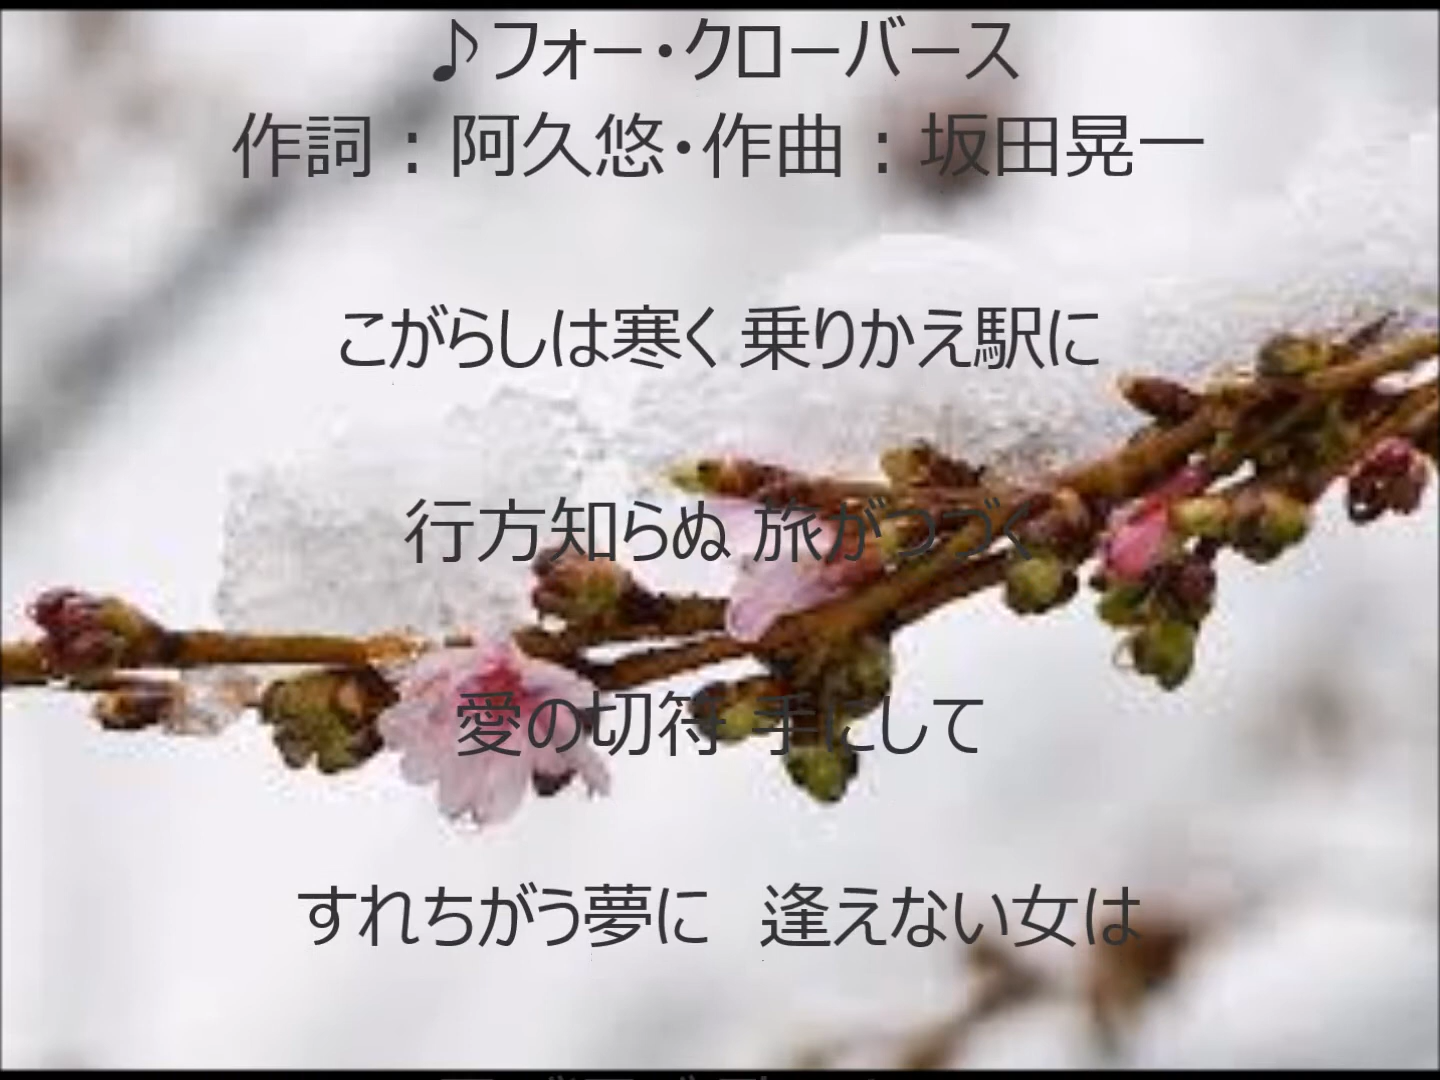 ♪フォー・クローバース
作詞：阿久悠・作曲：坂田晃一
こがらしは寒く 乗りかえ駅に
行方知らぬ 旅がつづく
愛の切符 手にして
すれちがう夢に　逢えない女は